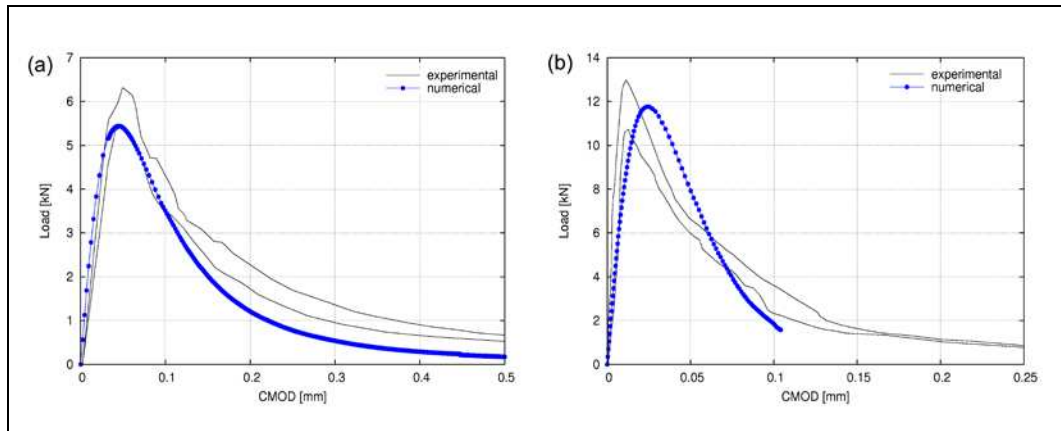 (a)
7
6
5
4
3
2
1
0
Load [kN]
experimental
numerical
0 0.1 0.2 0.3 0.4 0.5
CMOD [mm]
(b)
14
12
10
8
6
4
2
0
Load [kN]
experimental
numerical
0 0.05 0.1 0.15 0.2 0.25
CMOD [mm]